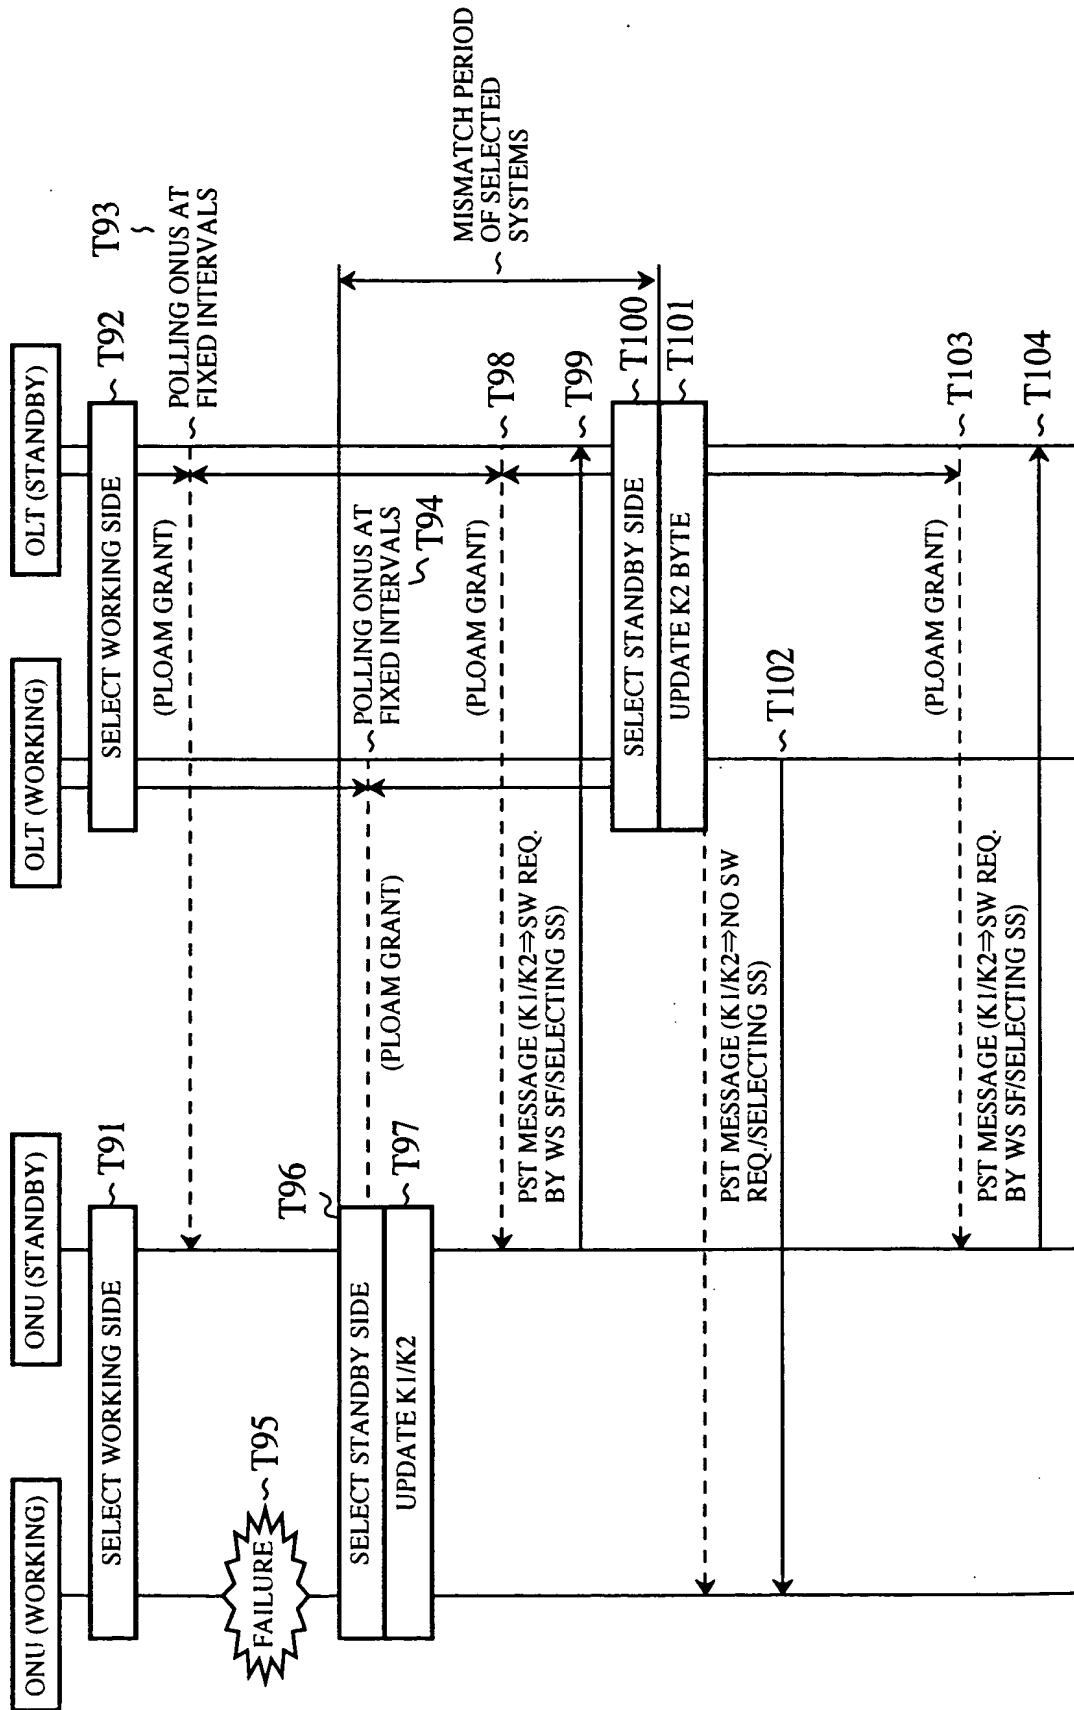 ONU (WORKING)
ONU (STANDBY)
OLT (WORKING)
OLT (STANDBY)
SELECT WORKING SIDE
T91
SELECT WORKING SIDE
T92
T93
POLLING ONUS AT
FIXED INTERVALS
(PLOAM GRANT)
FAILURE
T95
T96
SELECT STANDBY SIDE
UPDATE K1/K2
T97
(PLOAM GRANT)
POLLING ONUS AT
FIXED INTERVALS
T94
MISMATCH PERIOD
OF SELECTED
SYSTEMS
(PLOAM GRANT)
T98
PST MESSAGE (K1/K2⇒SW REQ.
BY WS SF/SELECTING SS)
T99
SELECT STANDBY SIDE
T100
UPDATE K2 BYTE
T101
PST MESSAGE (K1/K2⇒NO SW
REQ./SELECTING SS)
T102
(PLOAM GRANT)
T103
PST MESSAGE (K1/K2⇒SW REQ.
BY WS SF/SELECTING SS)
T104